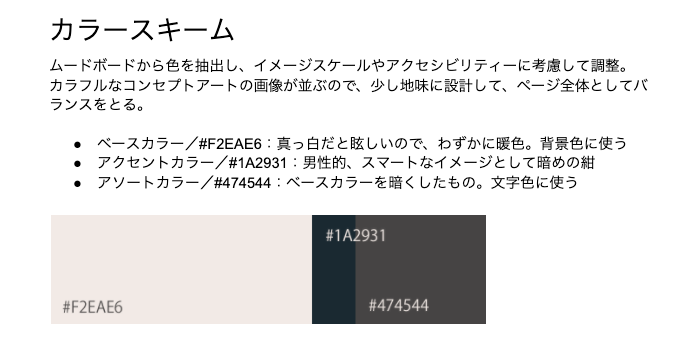 カラースキーム
ムードボードから色を抽出し、イメージスケールやアクセシビリティーに考慮して調整。
カラフルなコンセプトアートの画像が並ぶので、少し地味に設計して、ページ全体としてバ
ランスをとる。
● ベースカラー／#F2EAE6：真っ白だと眩しいので、わずかに暖色。背景色に使う
● アクセントカラー／#1A2931：男性的、スマートなイメージとして暗めの紺
● アソートカラー／#474544：ベースカラーを暗くしたもの。文字色に使う
#1A2931
#F2EAE6
#474544